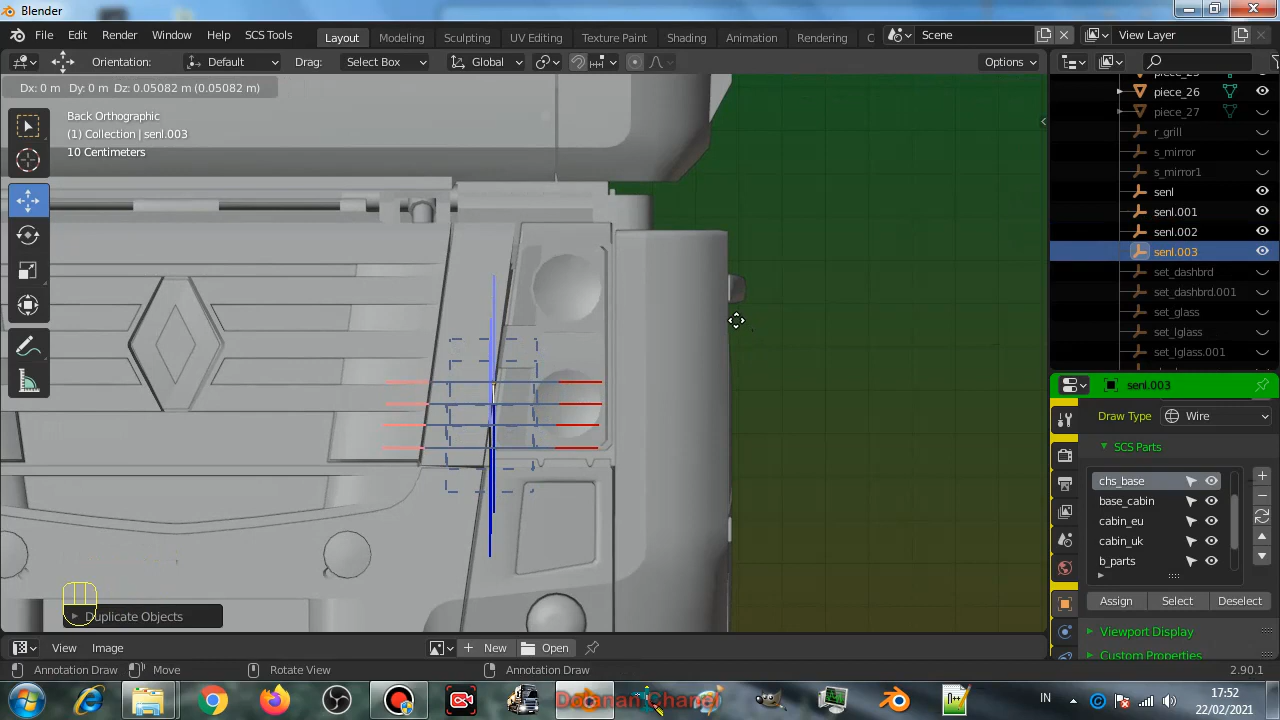 Blender
File Edit Render Window Help SCS Tools Layout Modeling Sculpting UV Editing Texture Paint Shading Animation Rendering C Scene View Layer
Orientation: Default Drag: Select Box Global Options
Dx: 0 m Dy: 0 m Dz: 0.05082 m (0.05082 m)
Back Orthographic
(1) Collection | senl.003
10 Centimeters
piece_25
piece_26
piece_27
r_grill
s_mirror
s_mirror1
senl
senl.001
senl.002
senl.003
set_dashbrd
set_dashbrd.001
set_glass
set_lglass
set_lglass.001
senl.003
Draw Type Wire
SCS Parts
chs_base
base_cabin
cabin_eu
cabin_uk
b_parts
Assign Select Deselect
Viewport Display
Custom Properties
Duplicate Objects
View Image New Open
Annotation Draw Move Rotate View Annotation Draw 2.90.1
Dolanan Chanel
IN 17:52
22/02/2021